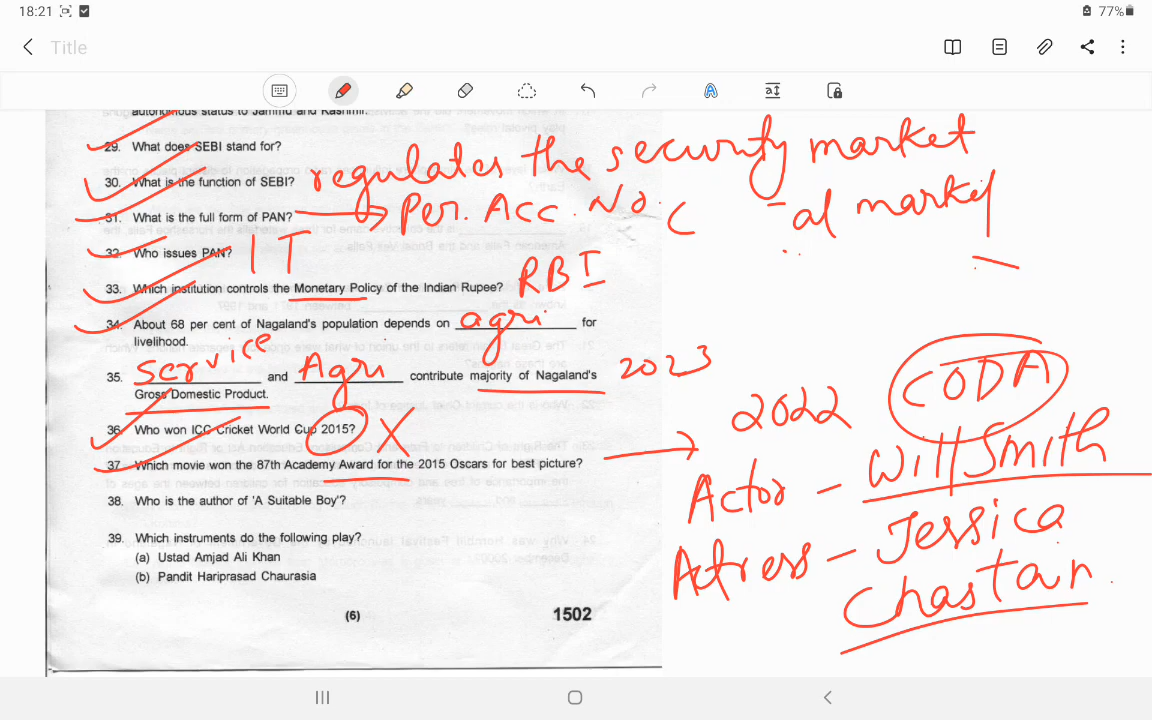 18:21 77%
Title
autonomous status to Jammu and Kashmir.
29. What does SEBI stand for?
30. What is the function of SEBI? regulates the security market
31. What is the full form of PAN? Per. Acc. No. C al market
32. Who issues PAN? IT
33. Which institution controls the Monetary Policy of the Indian Rupee? RBI
34. About 68 per cent of Nagaland's population depends on agri for
livelihood.
35. Service and Agri contribute majority of Nagaland's 2023
Gross Domestic Product.
36. Who won ICC Cricket World Cup 2015? X
2022 CODA
37. Which movie won the 87th Academy Award for the 2015 Oscars for best picture?
Actor - Will Smith
38. Who is the author of 'A Suitable Boy'?
39. Which instruments do the following play?
(a) Ustad Amjad Ali Khan
(b) Pandit Hariprasad Chaurasia
Actress - Jessica
Chastain
(6) 1502